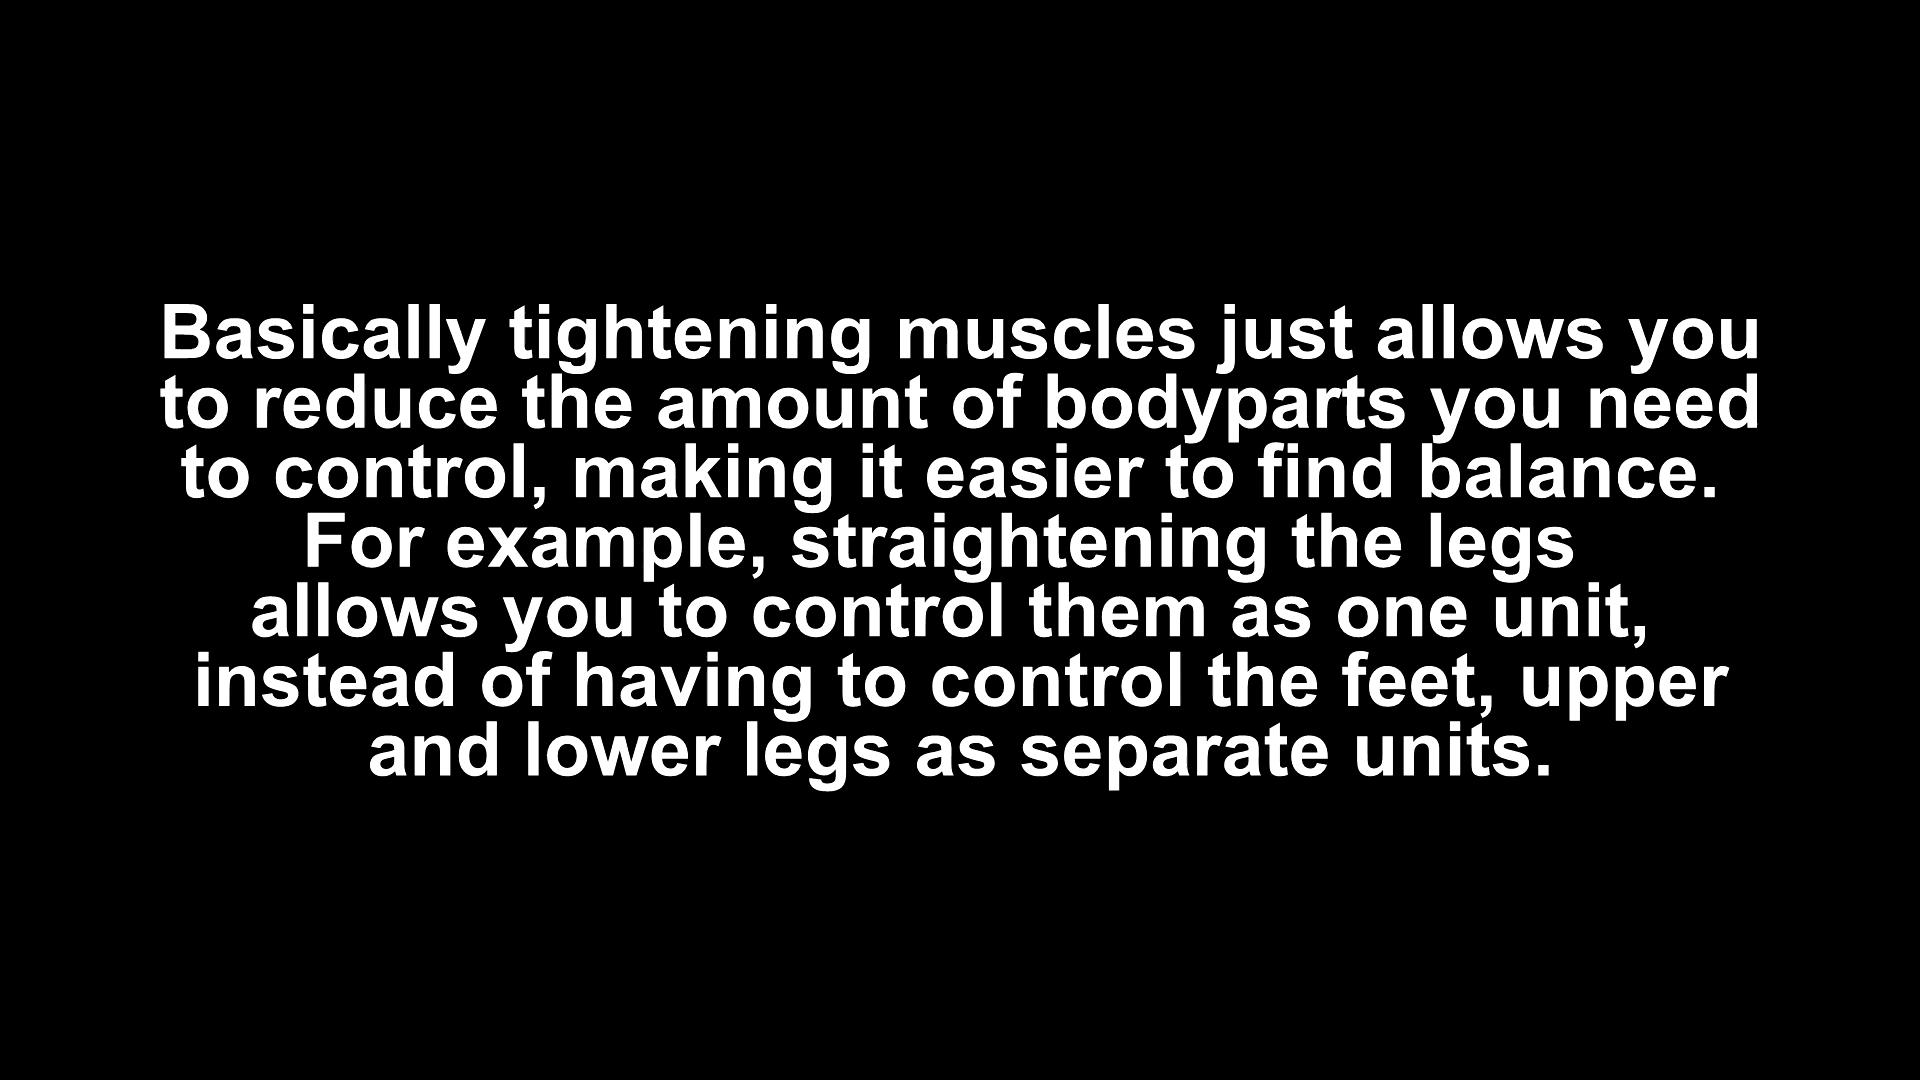 Basically tightening muscles just allows you
to reduce the amount of bodyparts you need
to control, making it easier to find balance.
For example, straightening the legs
allows you to control them as one unit,
instead of having to control the feet, upper
and lower legs as separate units.